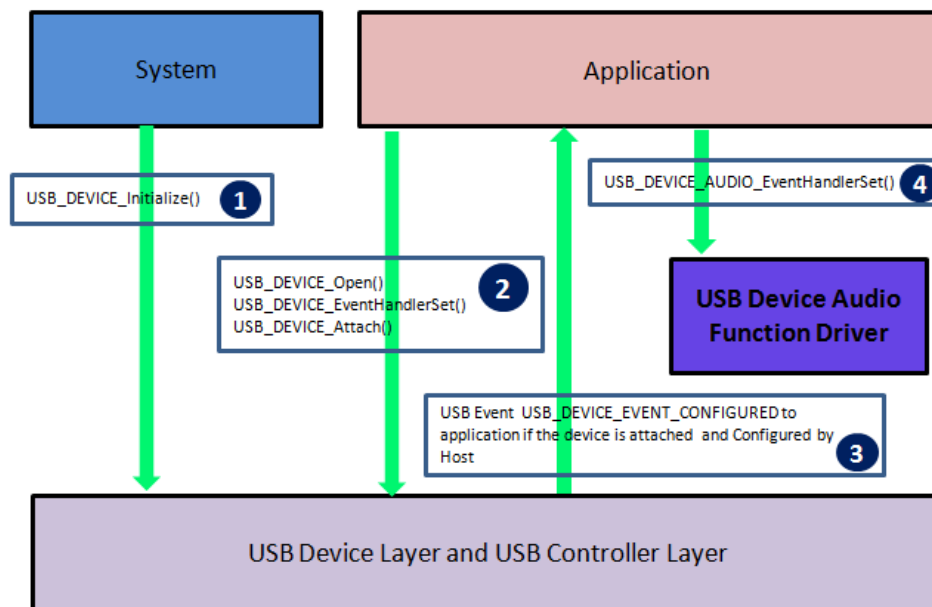 System
Application
USB_DEVICE_Initialize()
1
USB_DEVICE_AUDIO_EventHandlerSet()
4
USB_DEVICE_Open()
USB_DEVICE_EventHandlerSet()
USB_DEVICE_Attach()
2
USB Device Audio
Function Driver
USB Event USB_DEVICE_EVENT_CONFIGURED to
application if the device is attached and Configured by
Host
3
USB Device Layer and USB Controller Layer